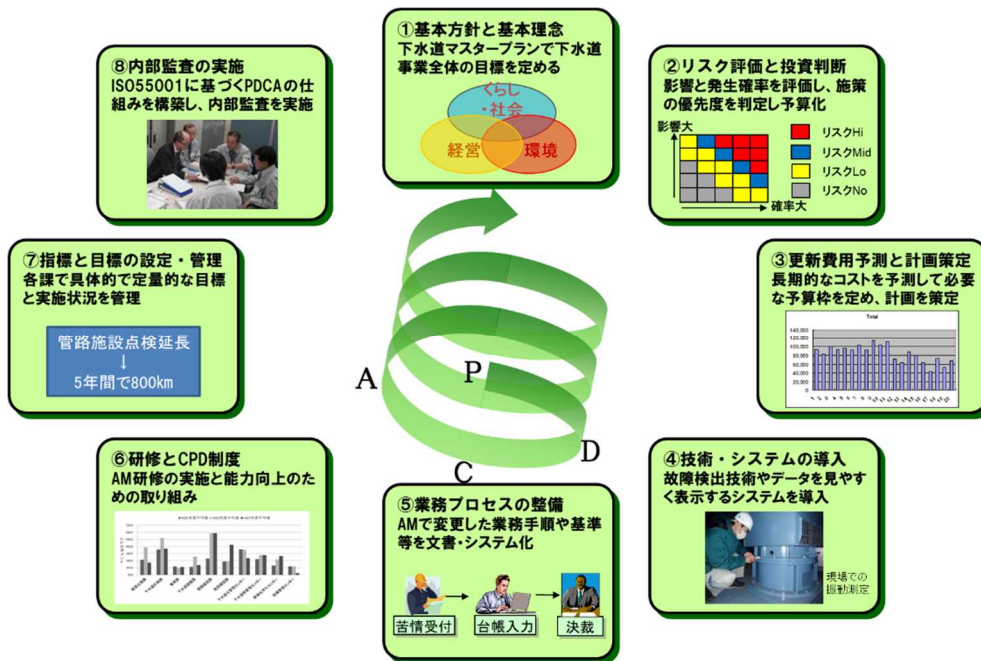 ①基本方針と基本理念
下水道マスタープランで下水道
事業全体の目標を定める
くらし
・社会
経営
環境
②リスク評価と投資判断
影響と発生確率を評価し、施策
の優先度を判定し予算化
影響大
リスクHi
リスクMid
リスクLo
リスクNo
確率大
③更新費用予測と計画策定
長期的なコストを予測して必要
な予算枠を定め、計画を策定
Total
140,000
120,000
100,000
80,000
60,000
40,000
20,000
0
④技術・システムの導入
故障検出技術やデータを見やす
く表示するシステムを導入
現場での
振動測定
⑤業務プロセスの整備
AMで変更した業務手順や基準
等を文書・システム化
苦情受付
台帳入力
決裁
⑥研修とCPD制度
AM研修の実施と能力向上のた
めの取り組み
⑦指標と目標の設定・管理
各課で具体的で定量的な目標
と実施状況を管理
管路施設点検延長
↓
5年間で800km
⑧内部監査の実施
ISO55001に基づくPDCAの仕
組みを構築し、内部監査を実施
P
D
C
A